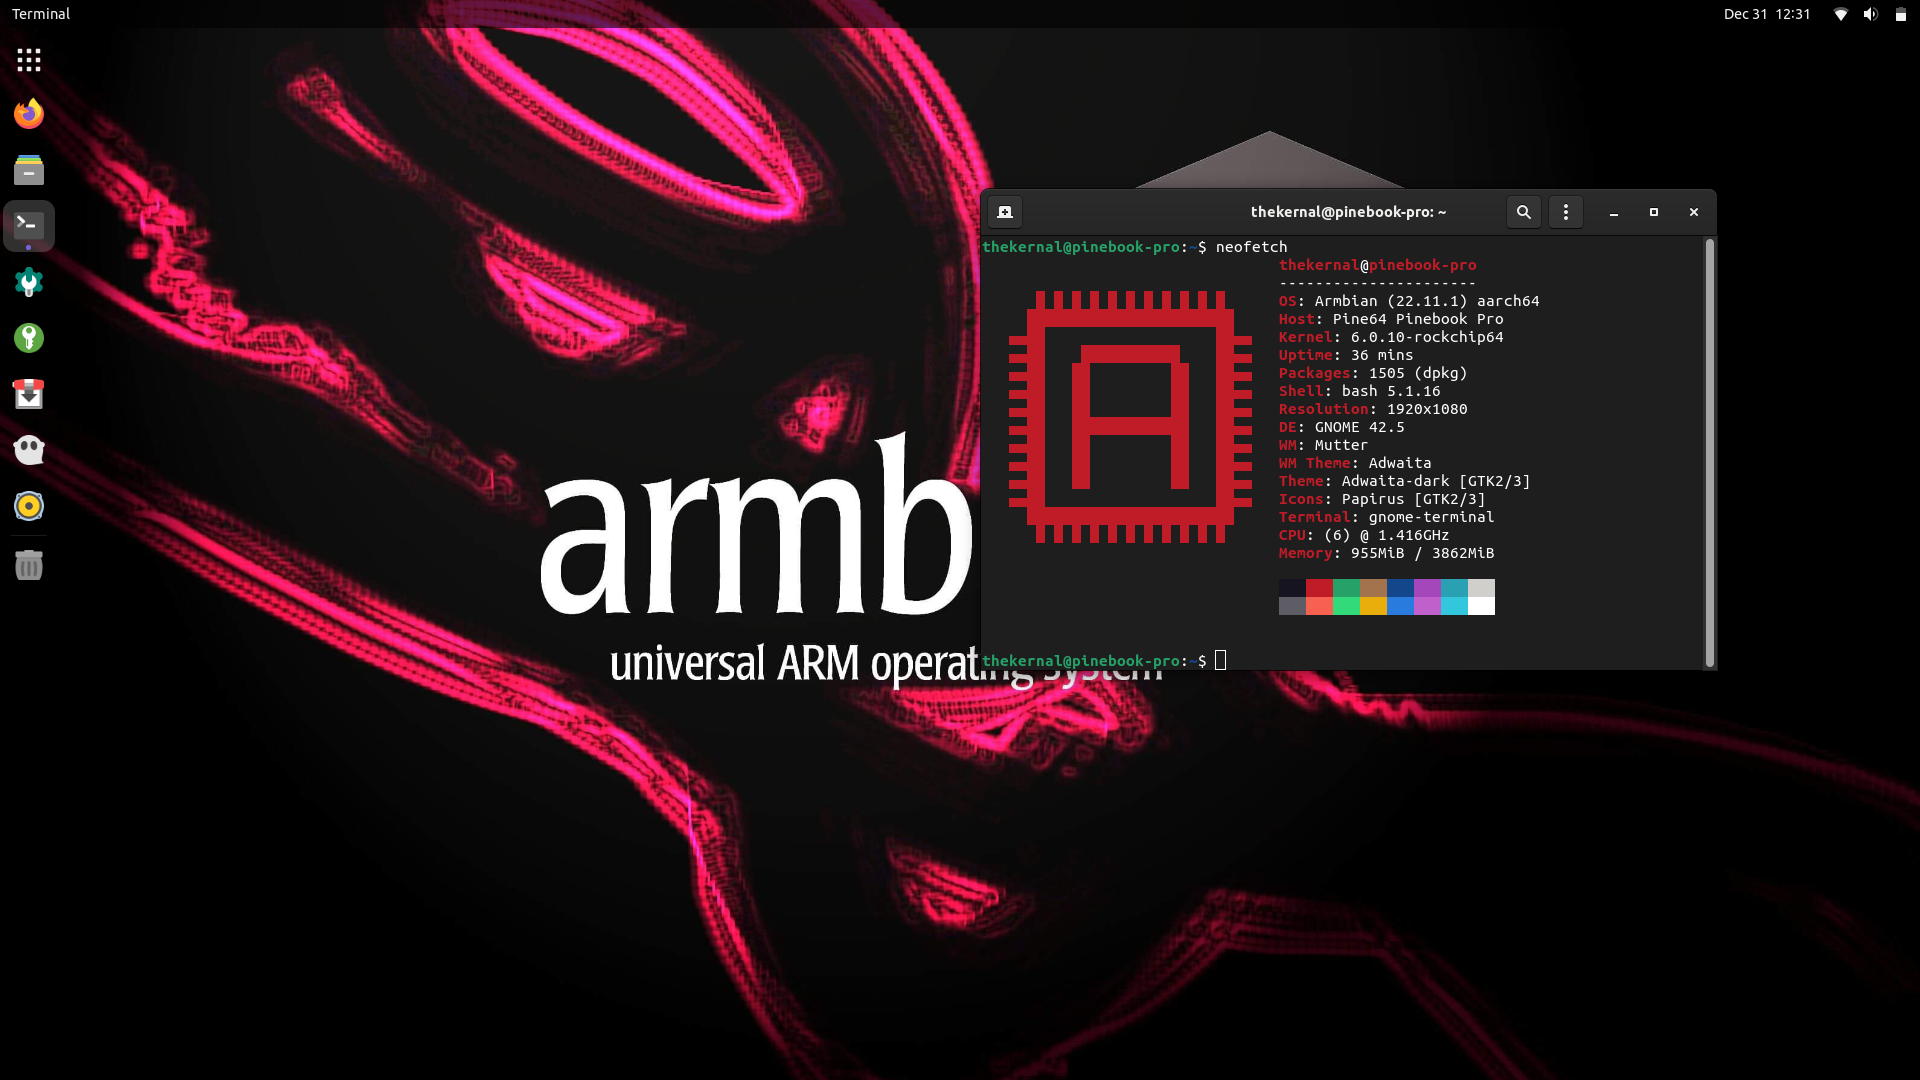 Terminal
Dec 31 12:31
armb
universal ARM operating system
thekernal@pinebook-pro: ~
thekernal@pinebook-pro:~$ neofetch
thekernal@pinebook-pro
----------------------
OS: Armbian (22.11.1) aarch64
Host: Pine64 Pinebook Pro
Kernel: 6.0.10-rockchip64
Uptime: 36 mins
Packages: 1505 (dpkg)
Shell: bash 5.1.16
Resolution: 1920x1080
DE: GNOME 42.5
WM: Mutter
WM Theme: Adwaita
Theme: Adwaita-dark [GTK2/3]
Icons: Papirus [GTK2/3]
Terminal: gnome-terminal
CPU: (6) @ 1.416GHz
Memory: 955MiB / 3862MiB
thekernal@pinebook-pro:~$